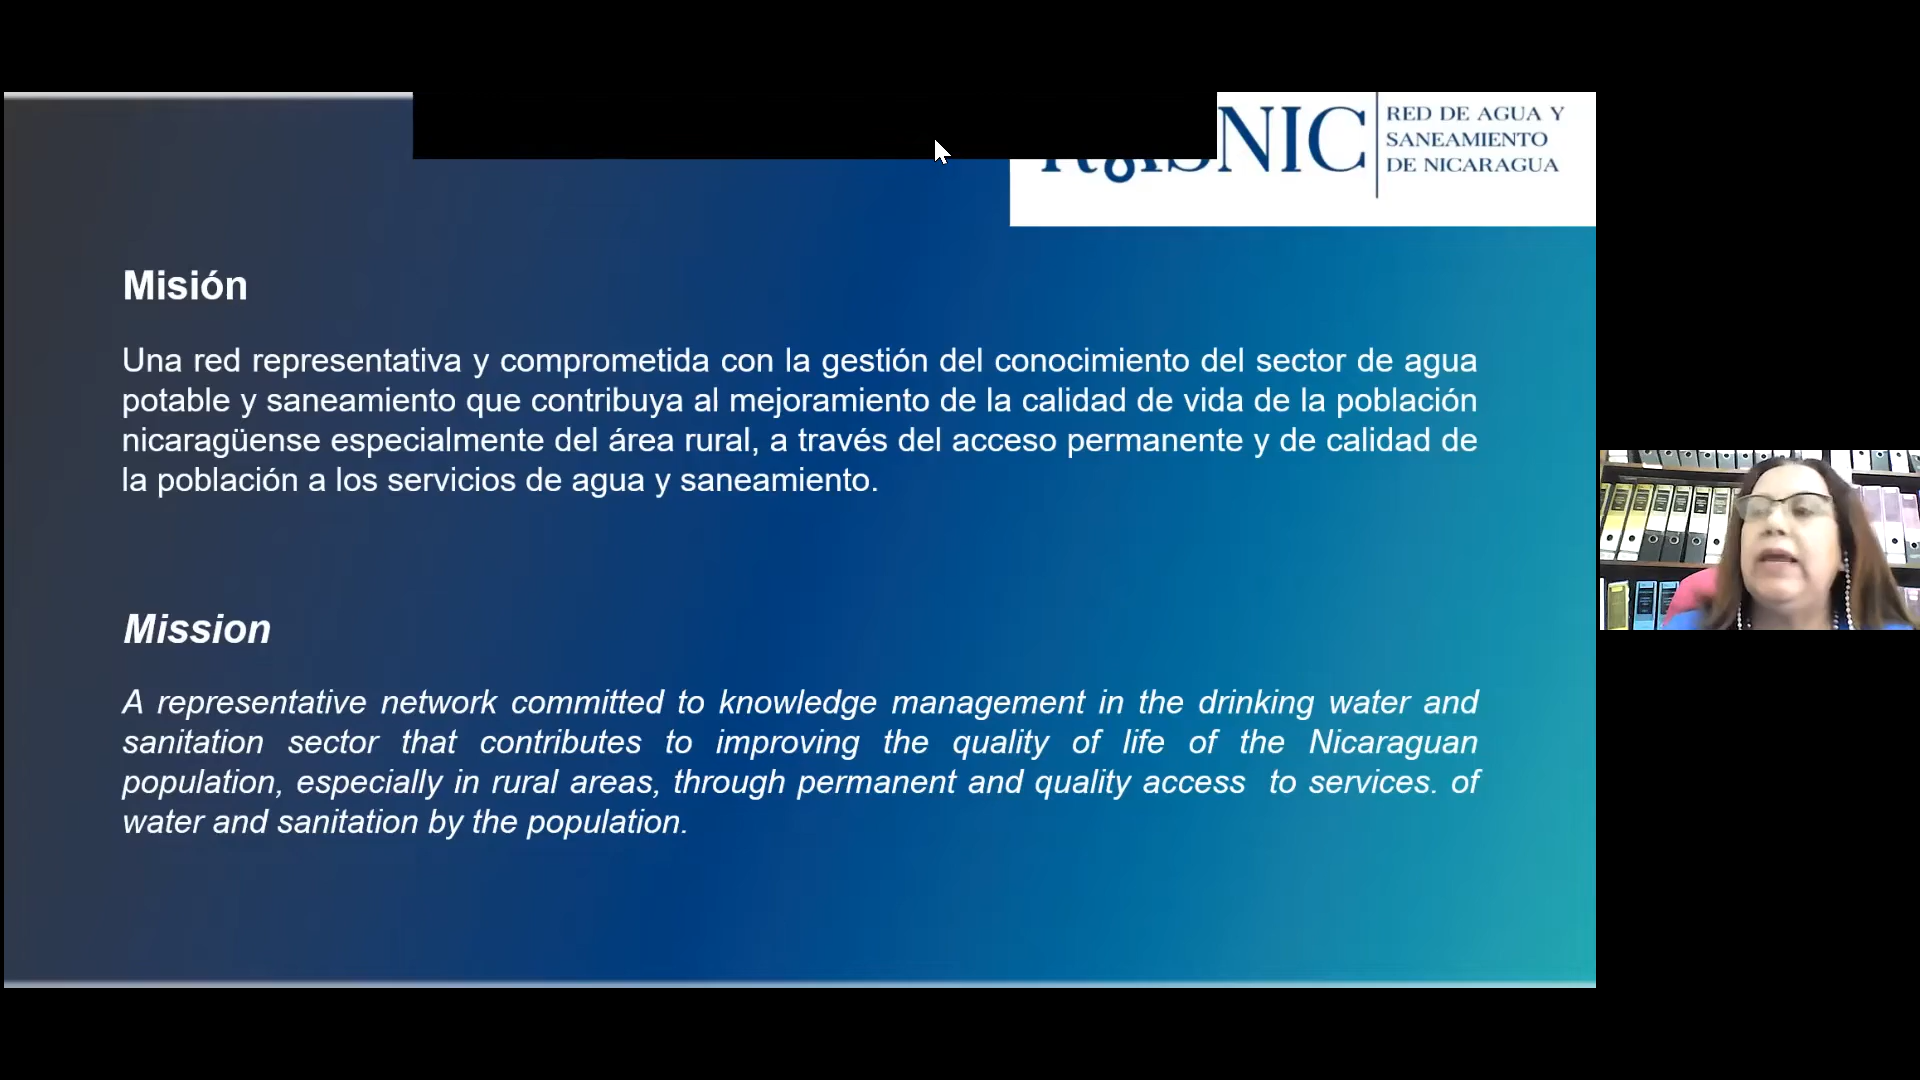 NIC
RED DE AGUA Y
SANEAMIENTO
DE NICARAGUA
Misión
Una red representativa y comprometida con la gestión del conocimiento del sector de agua
potable y saneamiento que contribuya al mejoramiento de la calidad de vida de la población
nicaragüense especialmente del área rural, a través del acceso permanente y de calidad de
la población a los servicios de agua y saneamiento.
Mission
A representative network committed to knowledge management in the drinking water and
sanitation sector that contributes to improving the quality of life of the Nicaraguan
population, especially in rural areas, through permanent and quality access to services. of
water and sanitation by the population.